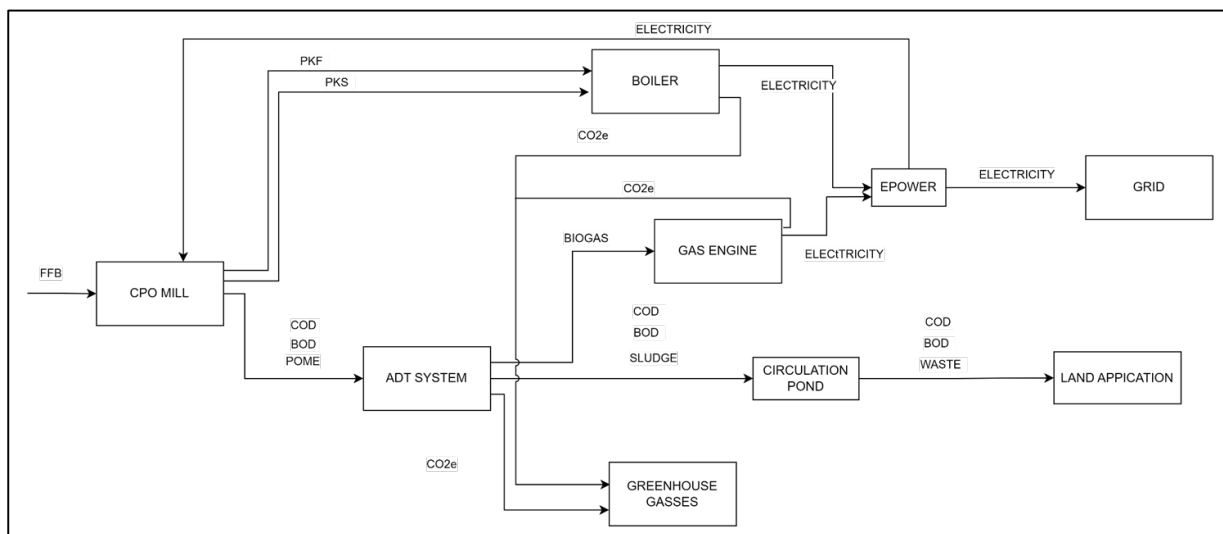 ELECTRICITY
PKF
PKS
BOILER
ELECTRICITY
CO2e
CO2e
EPOWER
ELECTRICITY
GRID
BIOGAS
GAS ENGINE
ELECtTRICITY
FFB
CPO MILL
COD
BOD
POME
ADT SYSTEM
COD
BOD
SLUDGE
CIRCULATION
POND
COD
BOD
WASTE
LAND APPICATION
CO2e
GREENHOUSE
GASSES